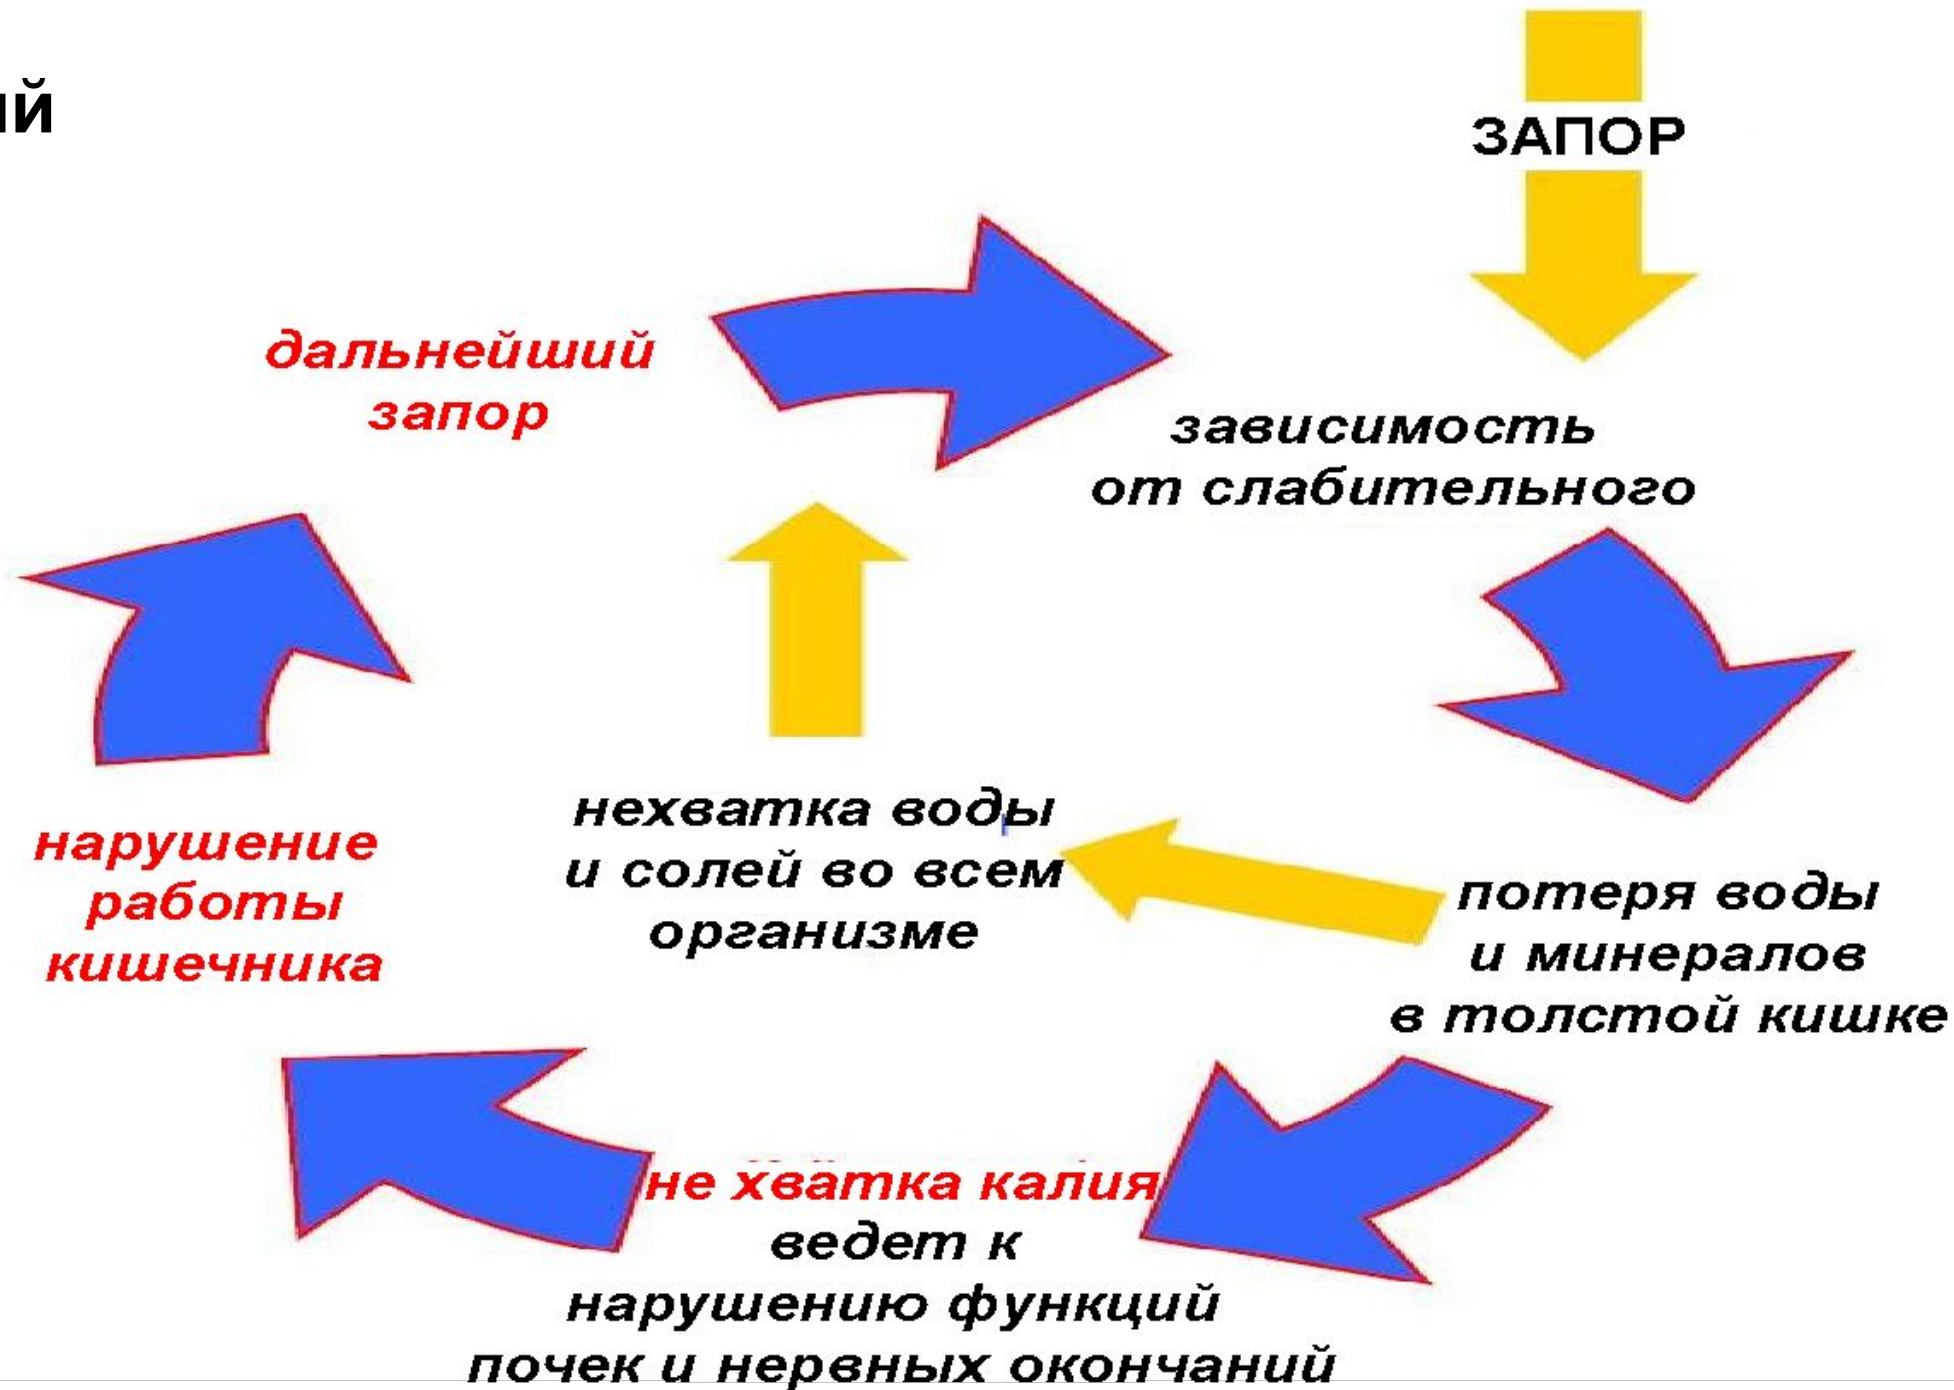 ЗАПОР
дальнейший
запор
зависимость
от слабительного
нехватка воды
и солей во всем
организме
нарушение
работы
кишечника
потеря воды
и минералов
в толстой кишке
не хватка калия
ведет к
нарушению функций
почек и нервных окончаний